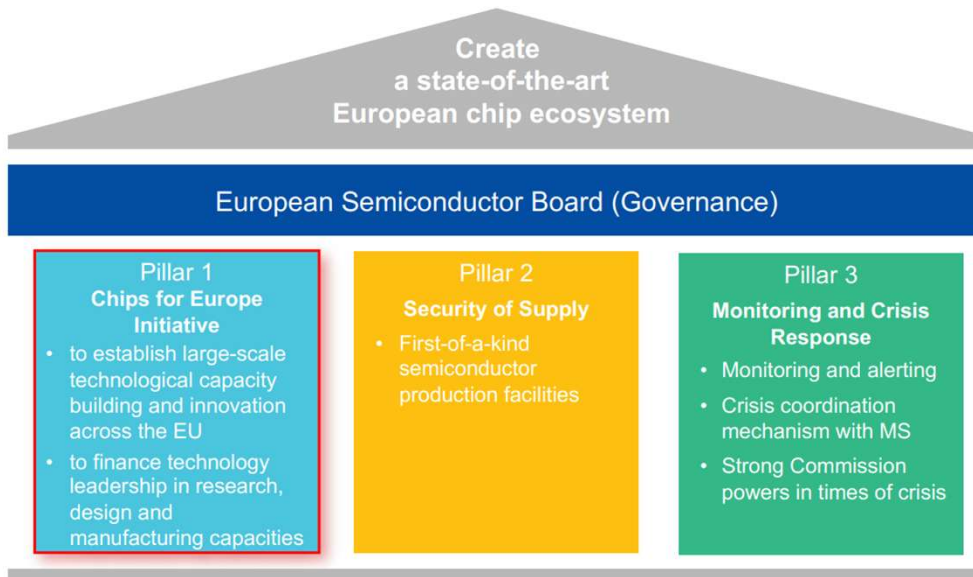 Create
a state-of-the-art
European chip ecosystem
European Semiconductor Board (Governance)
Pillar 1
Chips for Europe
Initiative
• to establish large-scale
technological capacity
building and innovation
across the EU
• to finance technology
leadership in research,
design and
manufacturing capacities
Pillar 2
Security of Supply
• First-of-a-kind
semiconductor
production facilities
Pillar 3
Monitoring and Crisis
Response
• Monitoring and alerting
• Crisis coordination
mechanism with MS
• Strong Commission
powers in times of crisis